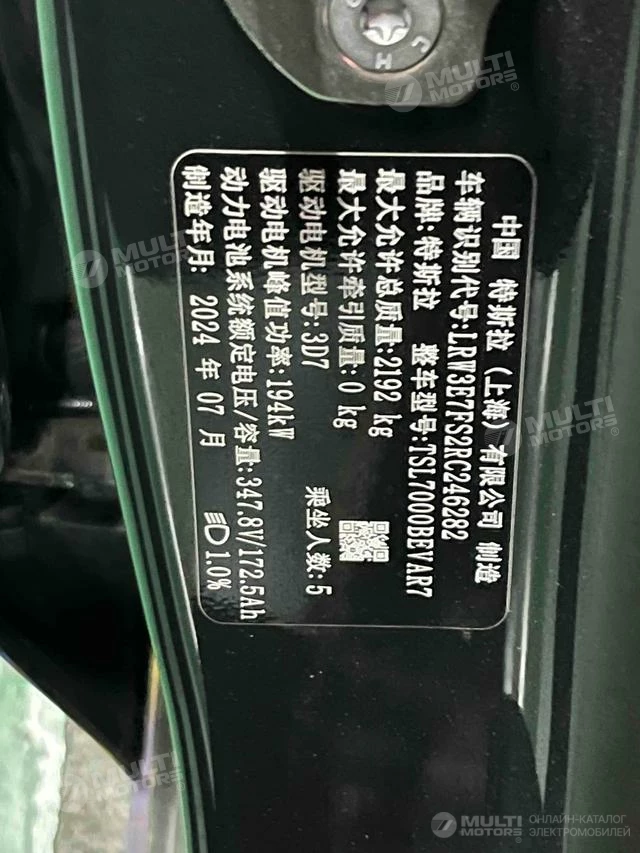 中国 特斯拉（上海）有限公司 制造
车辆识别代号:LRW3E7FS2RC246282
品牌:特斯拉 整车型号:TSL7000BEVAR7
最大允许总质量:2192 kg
最大允许牵引质量:0 kg
驱动电机型号:3D7 乘坐人数:5
驱动电机峰值功率:194kW
动力电池系统额定电压/容量:347.8V/172.5Ah
制造年月: 2024 年 07 月 1.0%
MULTI MOTORS®
MULTI MOTORS®
MULTI MOTORS®
MULTI MOTORS®
MULTI MOTORS®
MULTI MOTORS® ОНЛАЙН-КАТАЛОГ ЭЛЕКТРОМОБИЛЕЙ